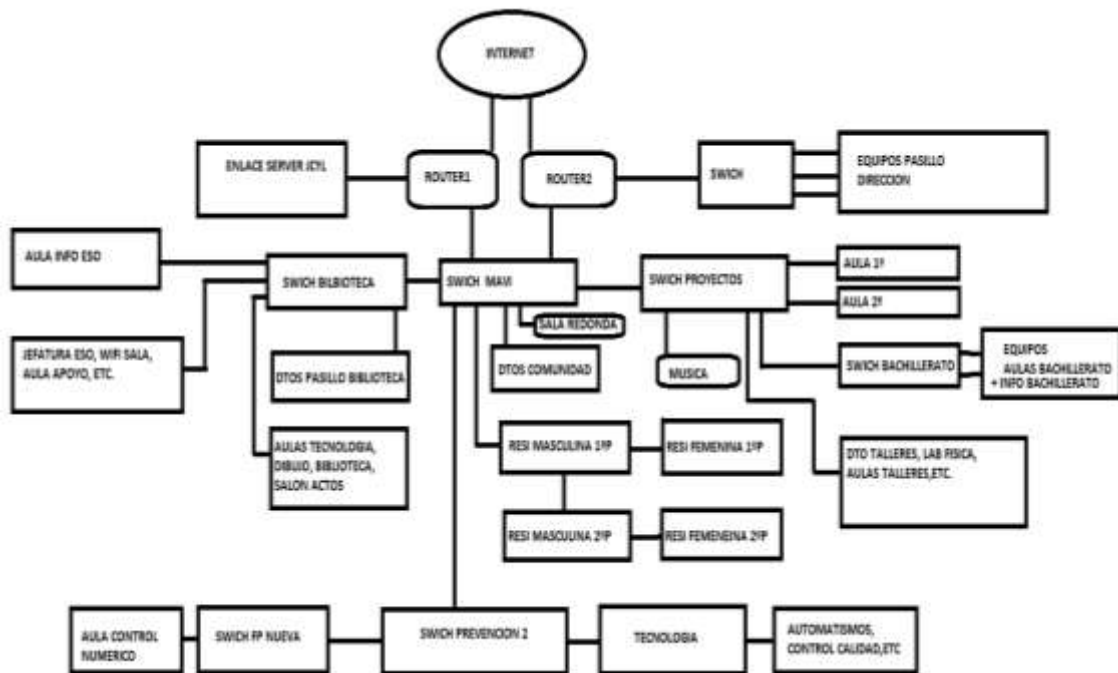 INTERNET
ENLACE SERVER JCYL
ROUTER1
ROUTER2
SWICH
EQUIPOS PASILLO
DIRECCION
AULA INFO ESO
SWICH BILBIOTECA
SWICH MAVI
SWICH PROYECTOS
AULA 1º
AULA 2º
SALA REDONDA
JEFATURA ESO, WIFI SALA,
AULA APOYO, ETC.
DTOS PASILLO BIBLIOTECA
DTOS COMUNIDAD
MUSICA
SWICH BACHILLERATO
EQUIPOS
AULAS BACHILLERATO
+ INFO BACHILLERATO
AULAS TECNOLOGIA,
DIBUJO, BIBLIOTECA,
SALON ACTOS
RESI MASCULINA 1ºP
RESI FEMENINA 1ºP
DTO TALLERES, LAB FISICA,
AULAS TALLERES,ETC.
RESI MASCULINA 2ºP
RESI FEMENEINA 2ºP
AULA CONTROL
NUMERICO
SWICH FP NUEVA
SWICH PREVENCION 2
TECNOLOGIA
AUTOMATISMOS,
CONTROL CALIDAD,ETC